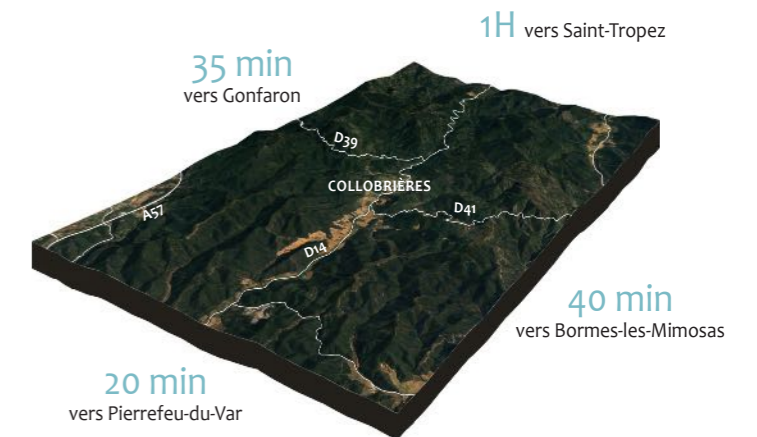 1H vers Saint-Tropez
35 min
vers Gonfaron
D39
COLLOBRIÈRES
A57
D41
D14
40 min
vers Bormes-les-Mimosas
20 min
vers Pierrefeu-du-Var